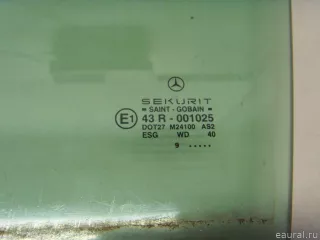 SEKURIT
SAINT - GOBAIN
E1 43 R - 001025
DOT27 M24100 AS2
ESG WD 40
9 .....
eaural.ru